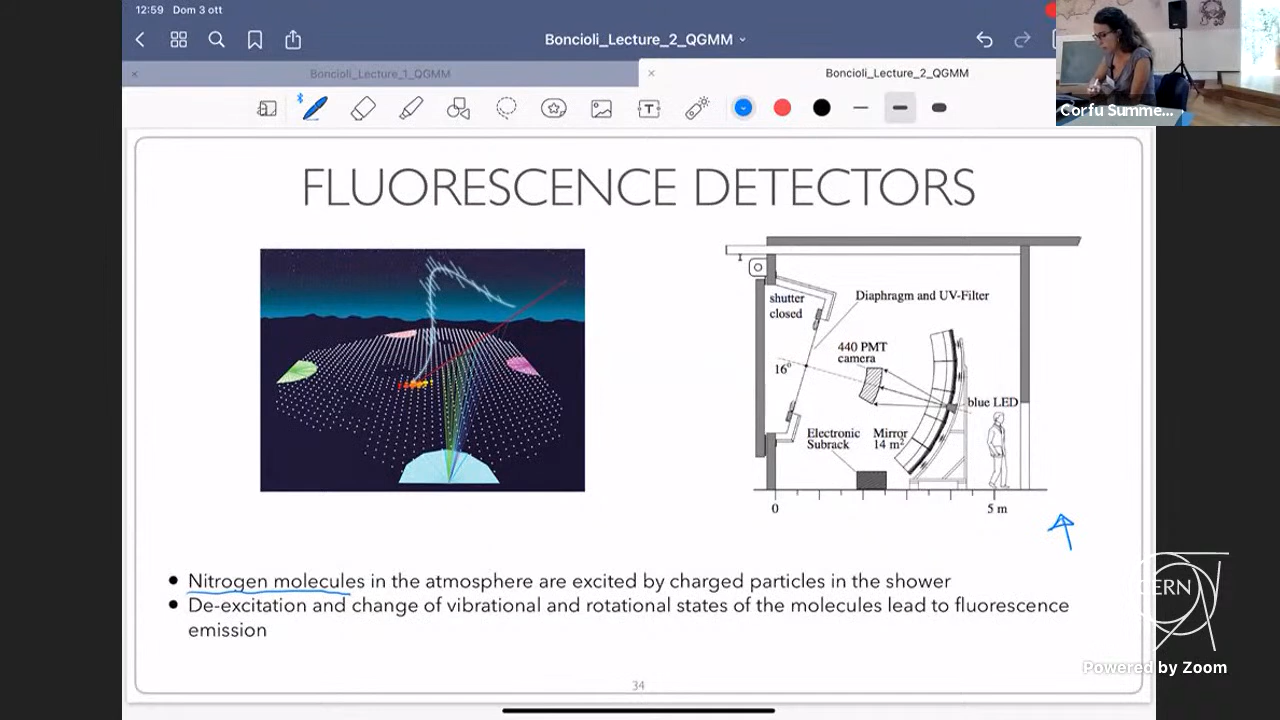 12:59 Dom 3 ott
Boncioli_Lecture_2_QGMM
Boncioli_Lecture_1_QGMM
Boncioli_Lecture_2_QGMM
Corfu Summe...
FLUORESCENCE DETECTORS
shutter
closed
Diaphragm and UV-Filter
440 PMT
camera
16°
blue LED
Electronic
Subrack
Mirror
14 m²
0
5 m
Nitrogen molecules in the atmosphere are excited by charged particles in the shower
De-excitation and change of vibrational and rotational states of the molecules lead to fluorescence
emission
34
CERN
Powered by Zoom